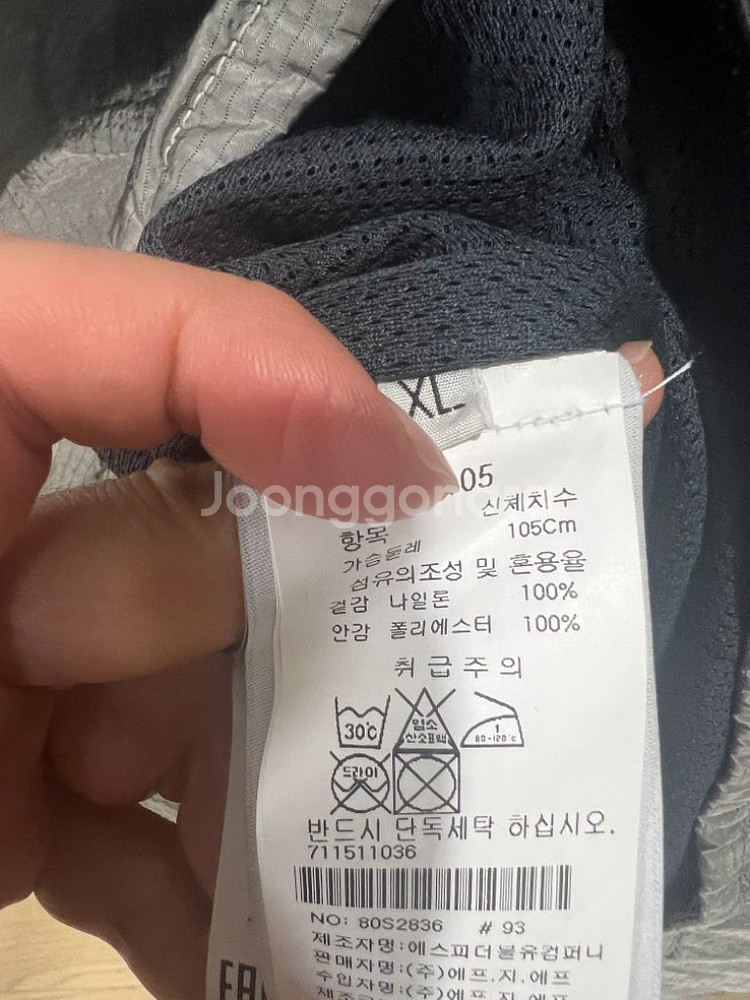 XL
05
신체치수
항목
105Cm
가슴둘레
섬유의조성 및 혼용율
겉감 나일론 100%
안감 폴리에스터 100%
취급주의
30℃
염소
산소표백
1
80-120℃
드라이
반드시 단독세탁 하십시오.
711511036
NO: 80S2836 # 93
제조자명:에스피더블유컴퍼니
판매자명:(주)에프.지.에프
수입자명:(주)에프.지.에프